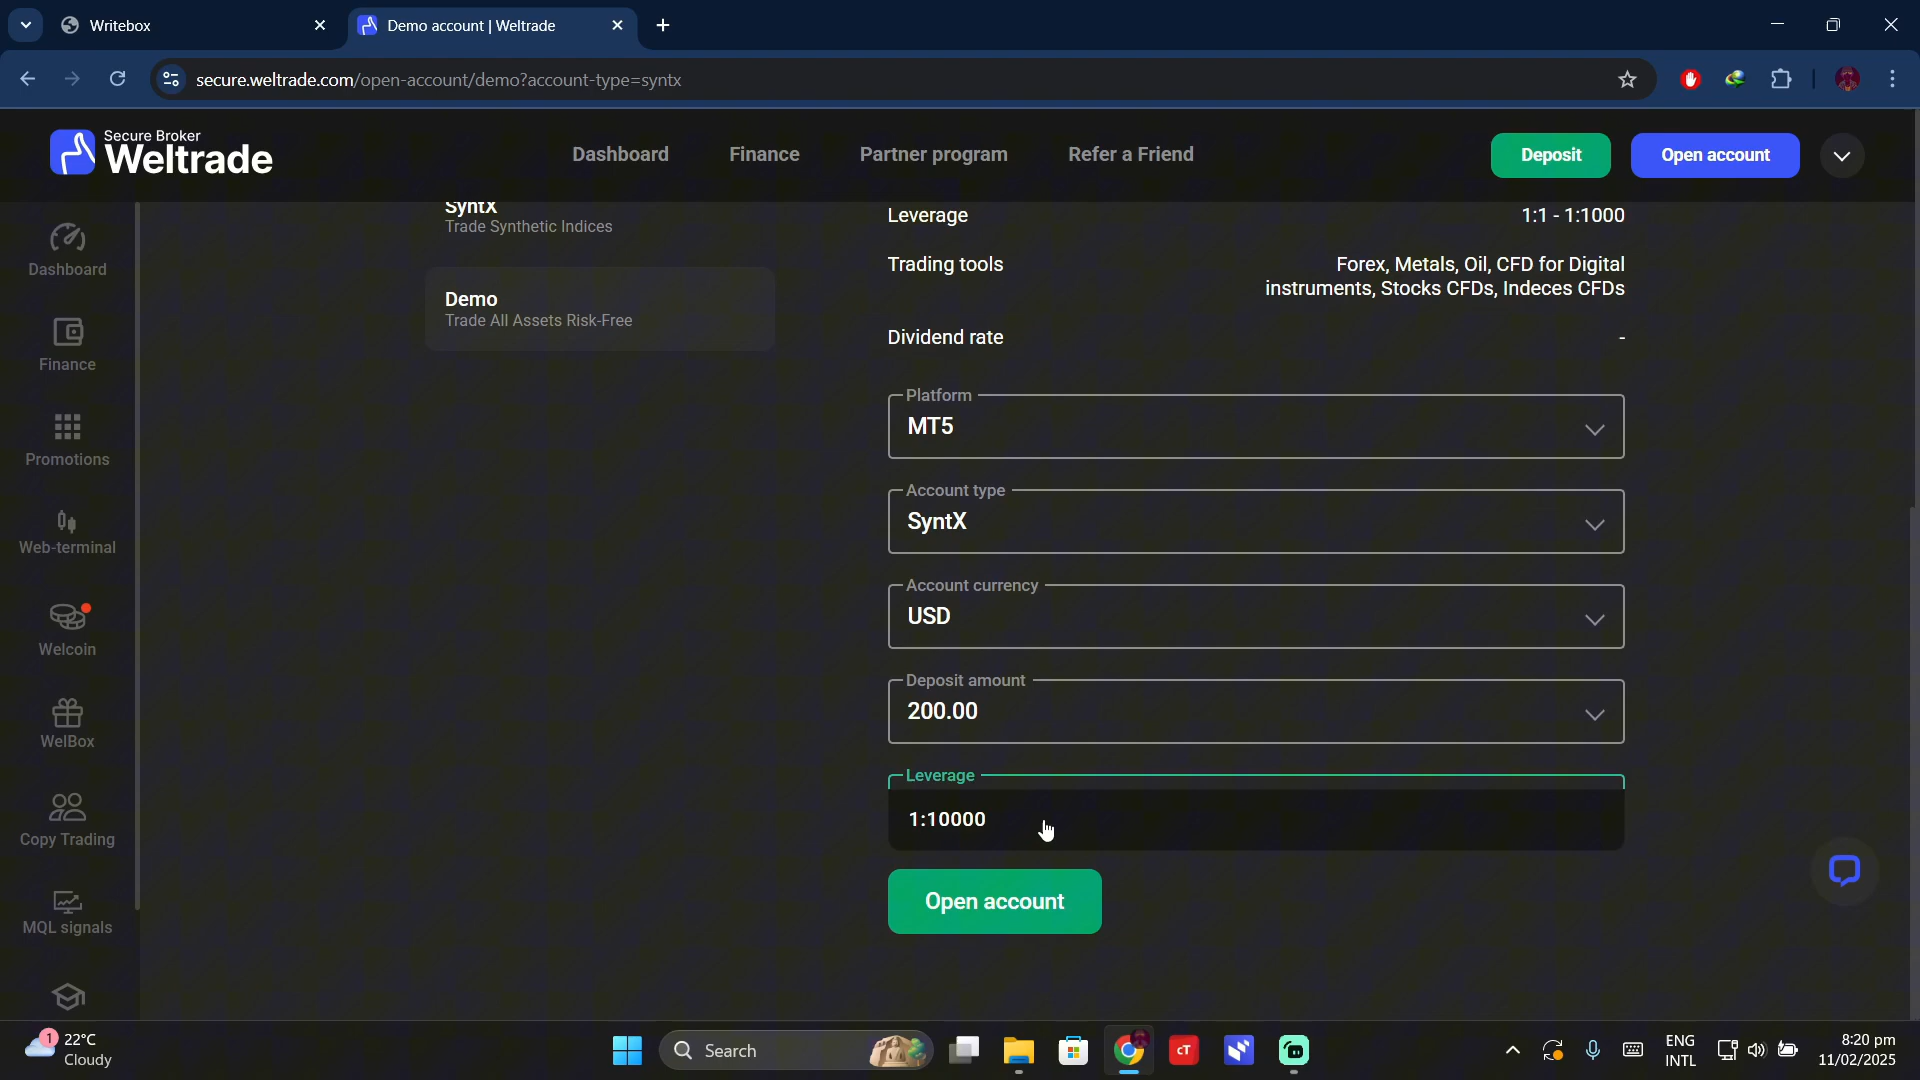 Writebox
Demo account | Weltrade
secure.weltrade.com/open-account/demo?account-type=syntx
Secure Broker
Weltrade
Dashboard
Finance
Partner program
Refer a Friend
Deposit
Open account
Dashboard
Finance
Promotions
Web-terminal
Welcoin
WelBox
Copy Trading
MQL signals
SyntX
Trade Synthetic Indices
Demo
Trade All Assets Risk-Free
Leverage
1:1 - 1:1000
Trading tools
Forex, Metals, Oil, CFD for Digital
instruments, Stocks CFDs, Indeces CFDs
Dividend rate
-
Platform
MT5
Account type
SyntX
Account currency
USD
Deposit amount
200.00
Leverage
1:10000
Open account
1
22°C
Cloudy
Search
cT
ENG
INTL
8:20 pm
11/02/2025